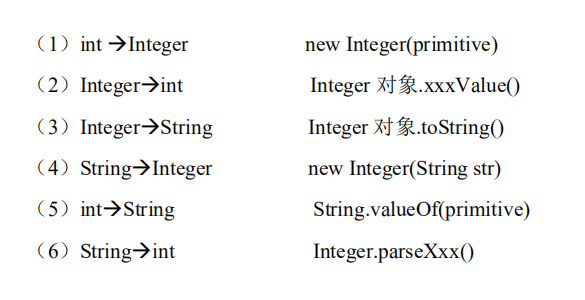 （1）int →Integer new Integer(primitive)
（2）Integer→int Integer 对象.xxxValue()
（3）Integer→String Integer 对象.toString()
（4）String→Integer new Integer(String str)
（5）int→String String.valueOf(primitive)
（6）String→int Integer.parseXxx()